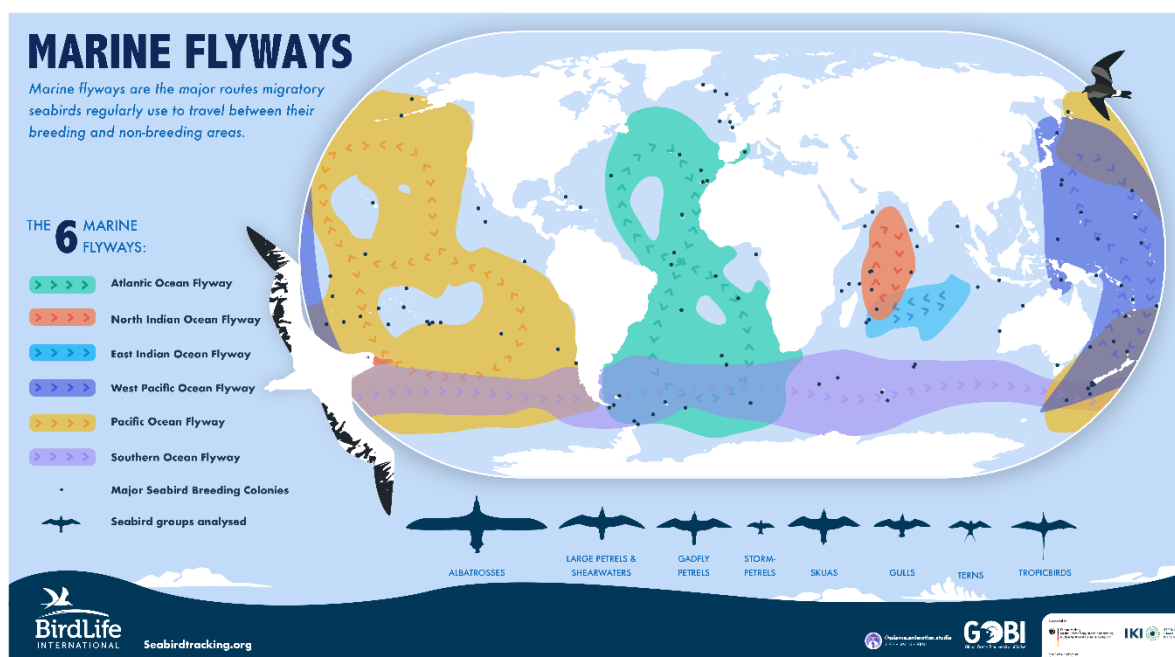 MARINE FLYWAYS
Marine flyways are the major routes migratory
seabirds regularly use to travel between their
breeding and non-breeding areas.
THE 6 MARINE
FLYWAYS:
Atlantic Ocean Flyway
North Indian Ocean Flyway
East Indian Ocean Flyway
West Pacific Ocean Flyway
Pacific Ocean Flyway
Southern Ocean Flyway
Major Seabird Breeding Colonies
Seabird groups analysed
ALBATROSSES
LARGE PETRELS &
SHEARWATERS
GADFLY
PETRELS
STORM-
PETRELS
SKUAS
GULLS
TERNS
TROPICBIRDS
BirdLife
INTERNATIONAL
Seabirdtracking.org
GOBI
IKI